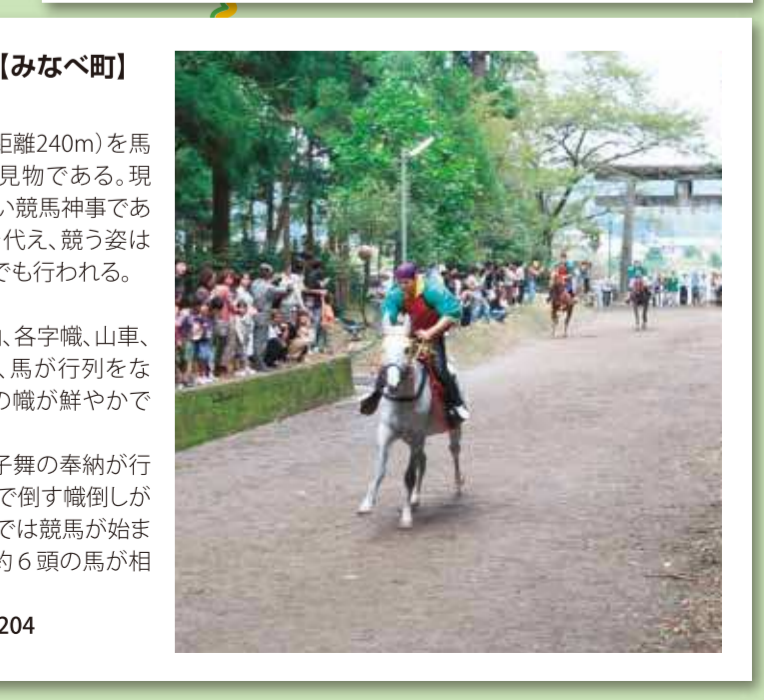 【みなべ町】
距離240m）を馬
見物である。現
い競馬神事であ
代え、競う姿は
でも行われる。
、各字幟、山車、
、馬が行列をな
の幟が鮮やかで
子舞の奉納が行
で倒す幟倒しが
では競馬が始ま
約６頭の馬が相
204